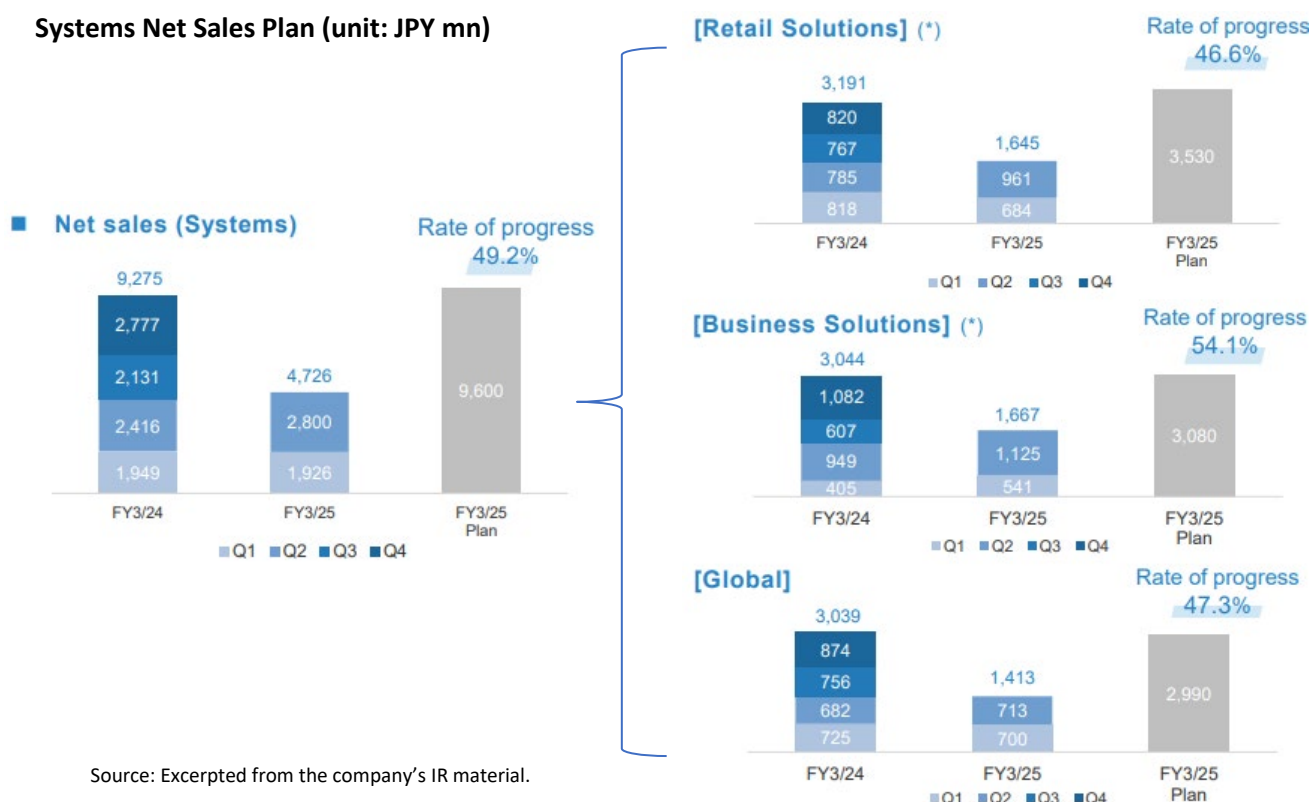 Systems Net Sales Plan (unit: JPY mn)
■ Net sales (Systems)
Rate of progress
49.2%
9,275
2,777
2,131
2,416
1,949
4,726
2,800
1,926
9,600
FY3/24
FY3/25
FY3/25
Plan
Q1 Q2 Q3 Q4
[Retail Solutions] (*)
Rate of progress
46.6%
3,191
820
767
785
818
1,645
961
684
3,530
FY3/24
FY3/25
FY3/25
Plan
Q1 Q2 Q3 Q4
[Business Solutions] (*)
Rate of progress
54.1%
3,044
1,082
607
949
405
1,667
1,125
541
3,080
FY3/24
FY3/25
FY3/25
Plan
Q1 Q2 Q3 Q4
[Global]
Rate of progress
47.3%
3,039
874
756
682
725
1,413
713
700
2,990
FY3/24
FY3/25
FY3/25
Plan
Q1 Q2 Q3 Q4
Source: Excerpted from the company’s IR material.